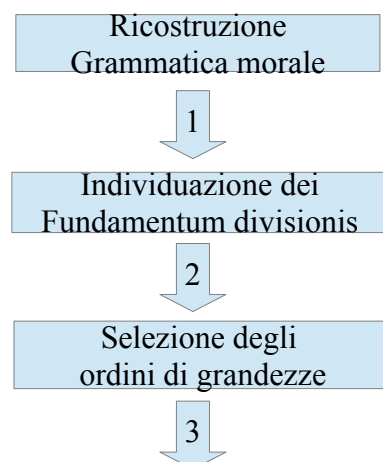 Ricostruzione
Grammatica morale
1
Individuazione dei
Fundamentum divisionis
2
Selezione degli
ordini di grandezze
3